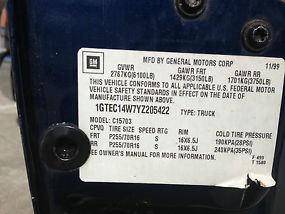 GM
MFD BY GENERAL MOTORS CORP 11/99
GVWR GAWR FRT GAWR RR
2767KG(6100LB) 1429KG(3150LB) 1701KG(3750LB)
THIS VEHICLE CONFORMS TO ALL APPLICABLE U.S. FEDERAL MOTOR
VEHICLE SAFETY STANDARDS IN EFFECT ON THE DATE OF
MANUFACTURE SHOWN ABOVE.
1GTEC14W7YZ205422 TYPE: TRUCK
MODEL: C15703
CPVQ TIRE SIZE SPEED RTG RIM COLD TIRE PRESSURE
FRT P255/70R16 S 16X6.5J 190KPA(28PSI)
RR P255/70R16 S 16X6.5J 240KPA(35PSI)
SEE OWNER'S MANUAL FOR ADDITIONAL INFORMATION.